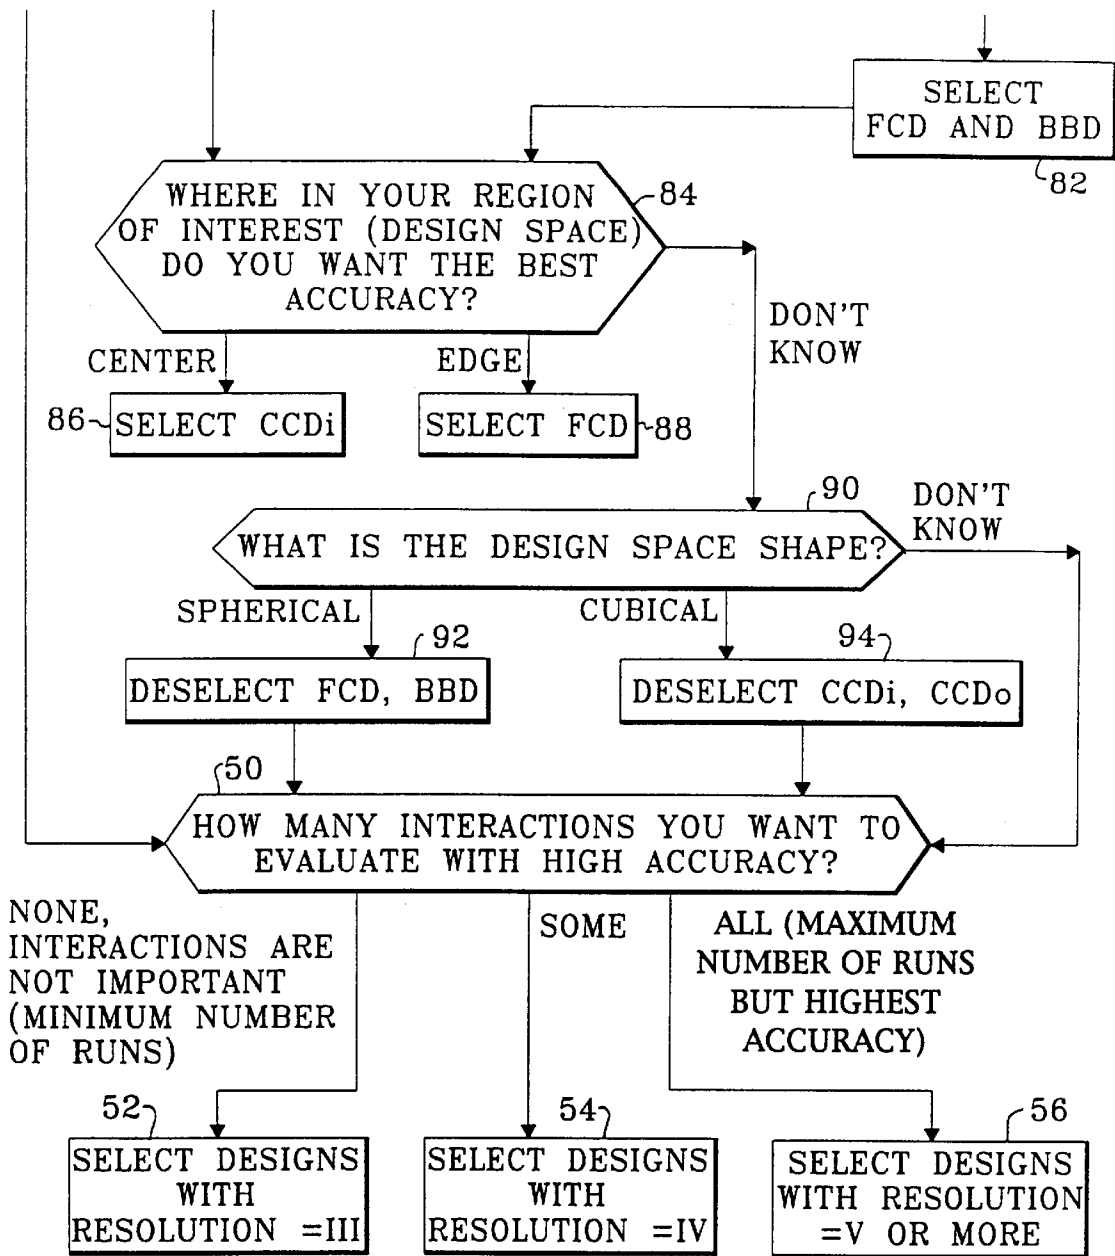 SELECT
FCD AND BBD
82
WHERE IN YOUR REGION
OF INTEREST (DESIGN SPACE)
DO YOU WANT THE BEST
ACCURACY?
84
DON'T
KNOW
CENTER
EDGE
86
SELECT CCDi
SELECT FCD
88
90
DON'T
KNOW
WHAT IS THE DESIGN SPACE SHAPE?
SPHERICAL
CUBICAL
92
94
DESELECT FCD, BBD
DESELECT CCDi, CCDo
50
HOW MANY INTERACTIONS YOU WANT TO
EVALUATE WITH HIGH ACCURACY?
NONE,
INTERACTIONS ARE
NOT IMPORTANT
(MINIMUM NUMBER
OF RUNS)
SOME
ALL (MAXIMUM
NUMBER OF RUNS
BUT HIGHEST
ACCURACY)
52
SELECT DESIGNS
WITH
RESOLUTION =III
54
SELECT DESIGNS
WITH
RESOLUTION =IV
56
SELECT DESIGNS
WITH RESOLUTION
=V OR MORE